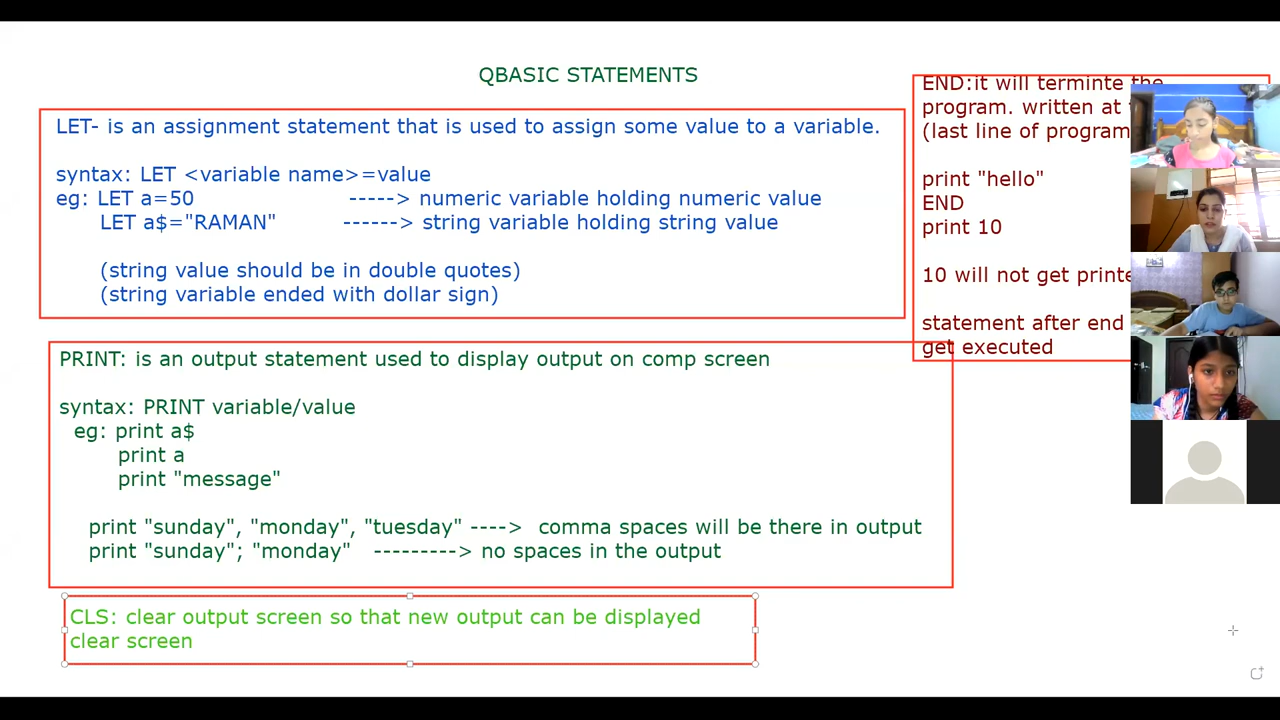 QBASIC STATEMENTS
LET- is an assignment statement that is used to assign some value to a variable.
syntax: LET <variable name>=value
eg: LET a=50 -----> numeric variable holding numeric value
LET a$="RAMAN" ------> string variable holding string value
(string value should be in double quotes)
(string variable ended with dollar sign)
PRINT: is an output statement used to display output on comp screen
syntax: PRINT variable/value
eg: print a$
print a
print "message"
print "sunday", "monday", "tuesday" ----> comma spaces will be there in output
print "sunday"; "monday" ---------> no spaces in the output
CLS: clear output screen so that new output can be displayed
clear screen
END:it will terminte the
program. written at
(last line of program
print "hello"
END
print 10
10 will not get
statement after end
get executed